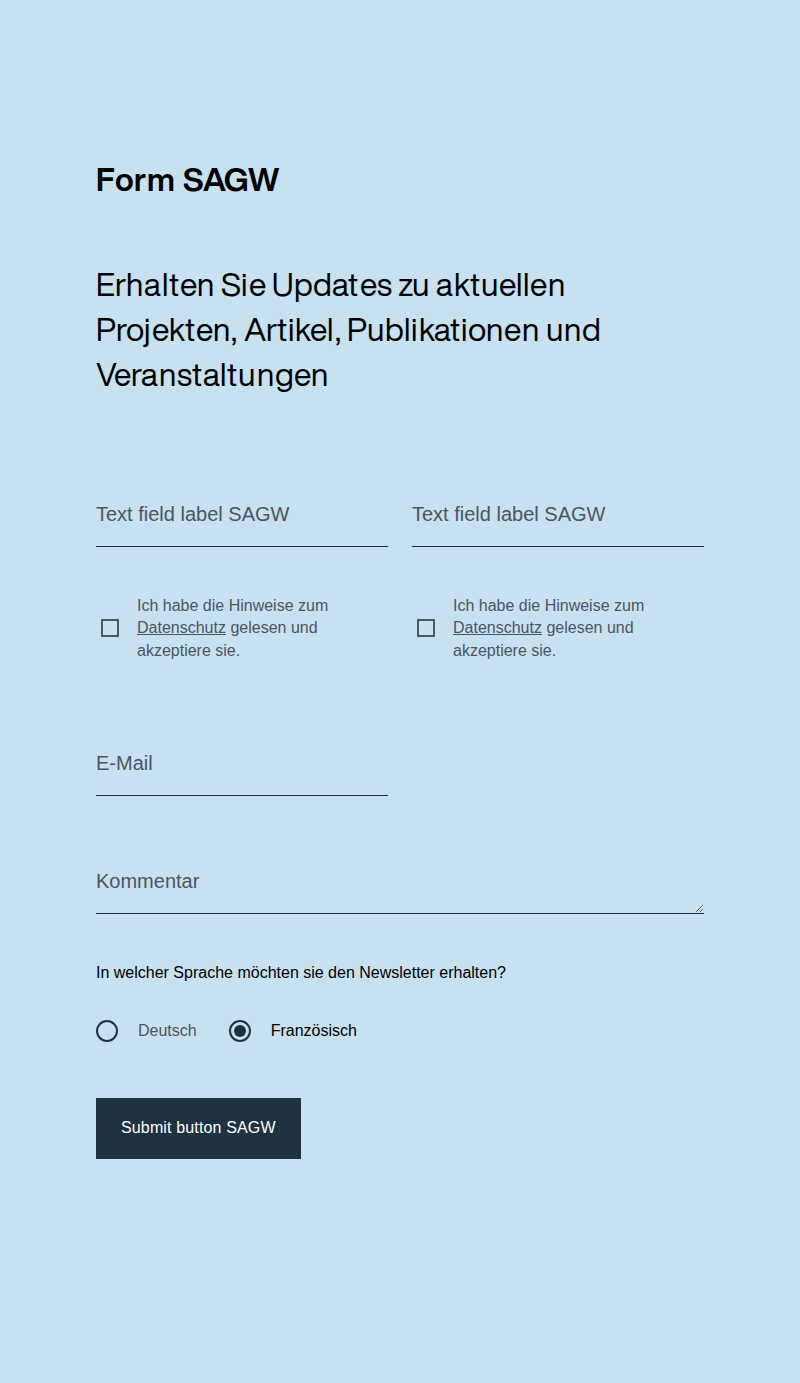 Form SAGW
Erhalten Sie Updates zu aktuellen
Projekten, Artikel, Publikationen und
Veranstaltungen
Text field label SAGW
Text field label SAGW
Ich habe die Hinweise zum
Datenschutz gelesen und
akzeptiere sie.
Ich habe die Hinweise zum
Datenschutz gelesen und
akzeptiere sie.
E-Mail
Kommentar
In welcher Sprache möchten sie den Newsletter erhalten?
Deutsch
Französisch
Submit button SAGW